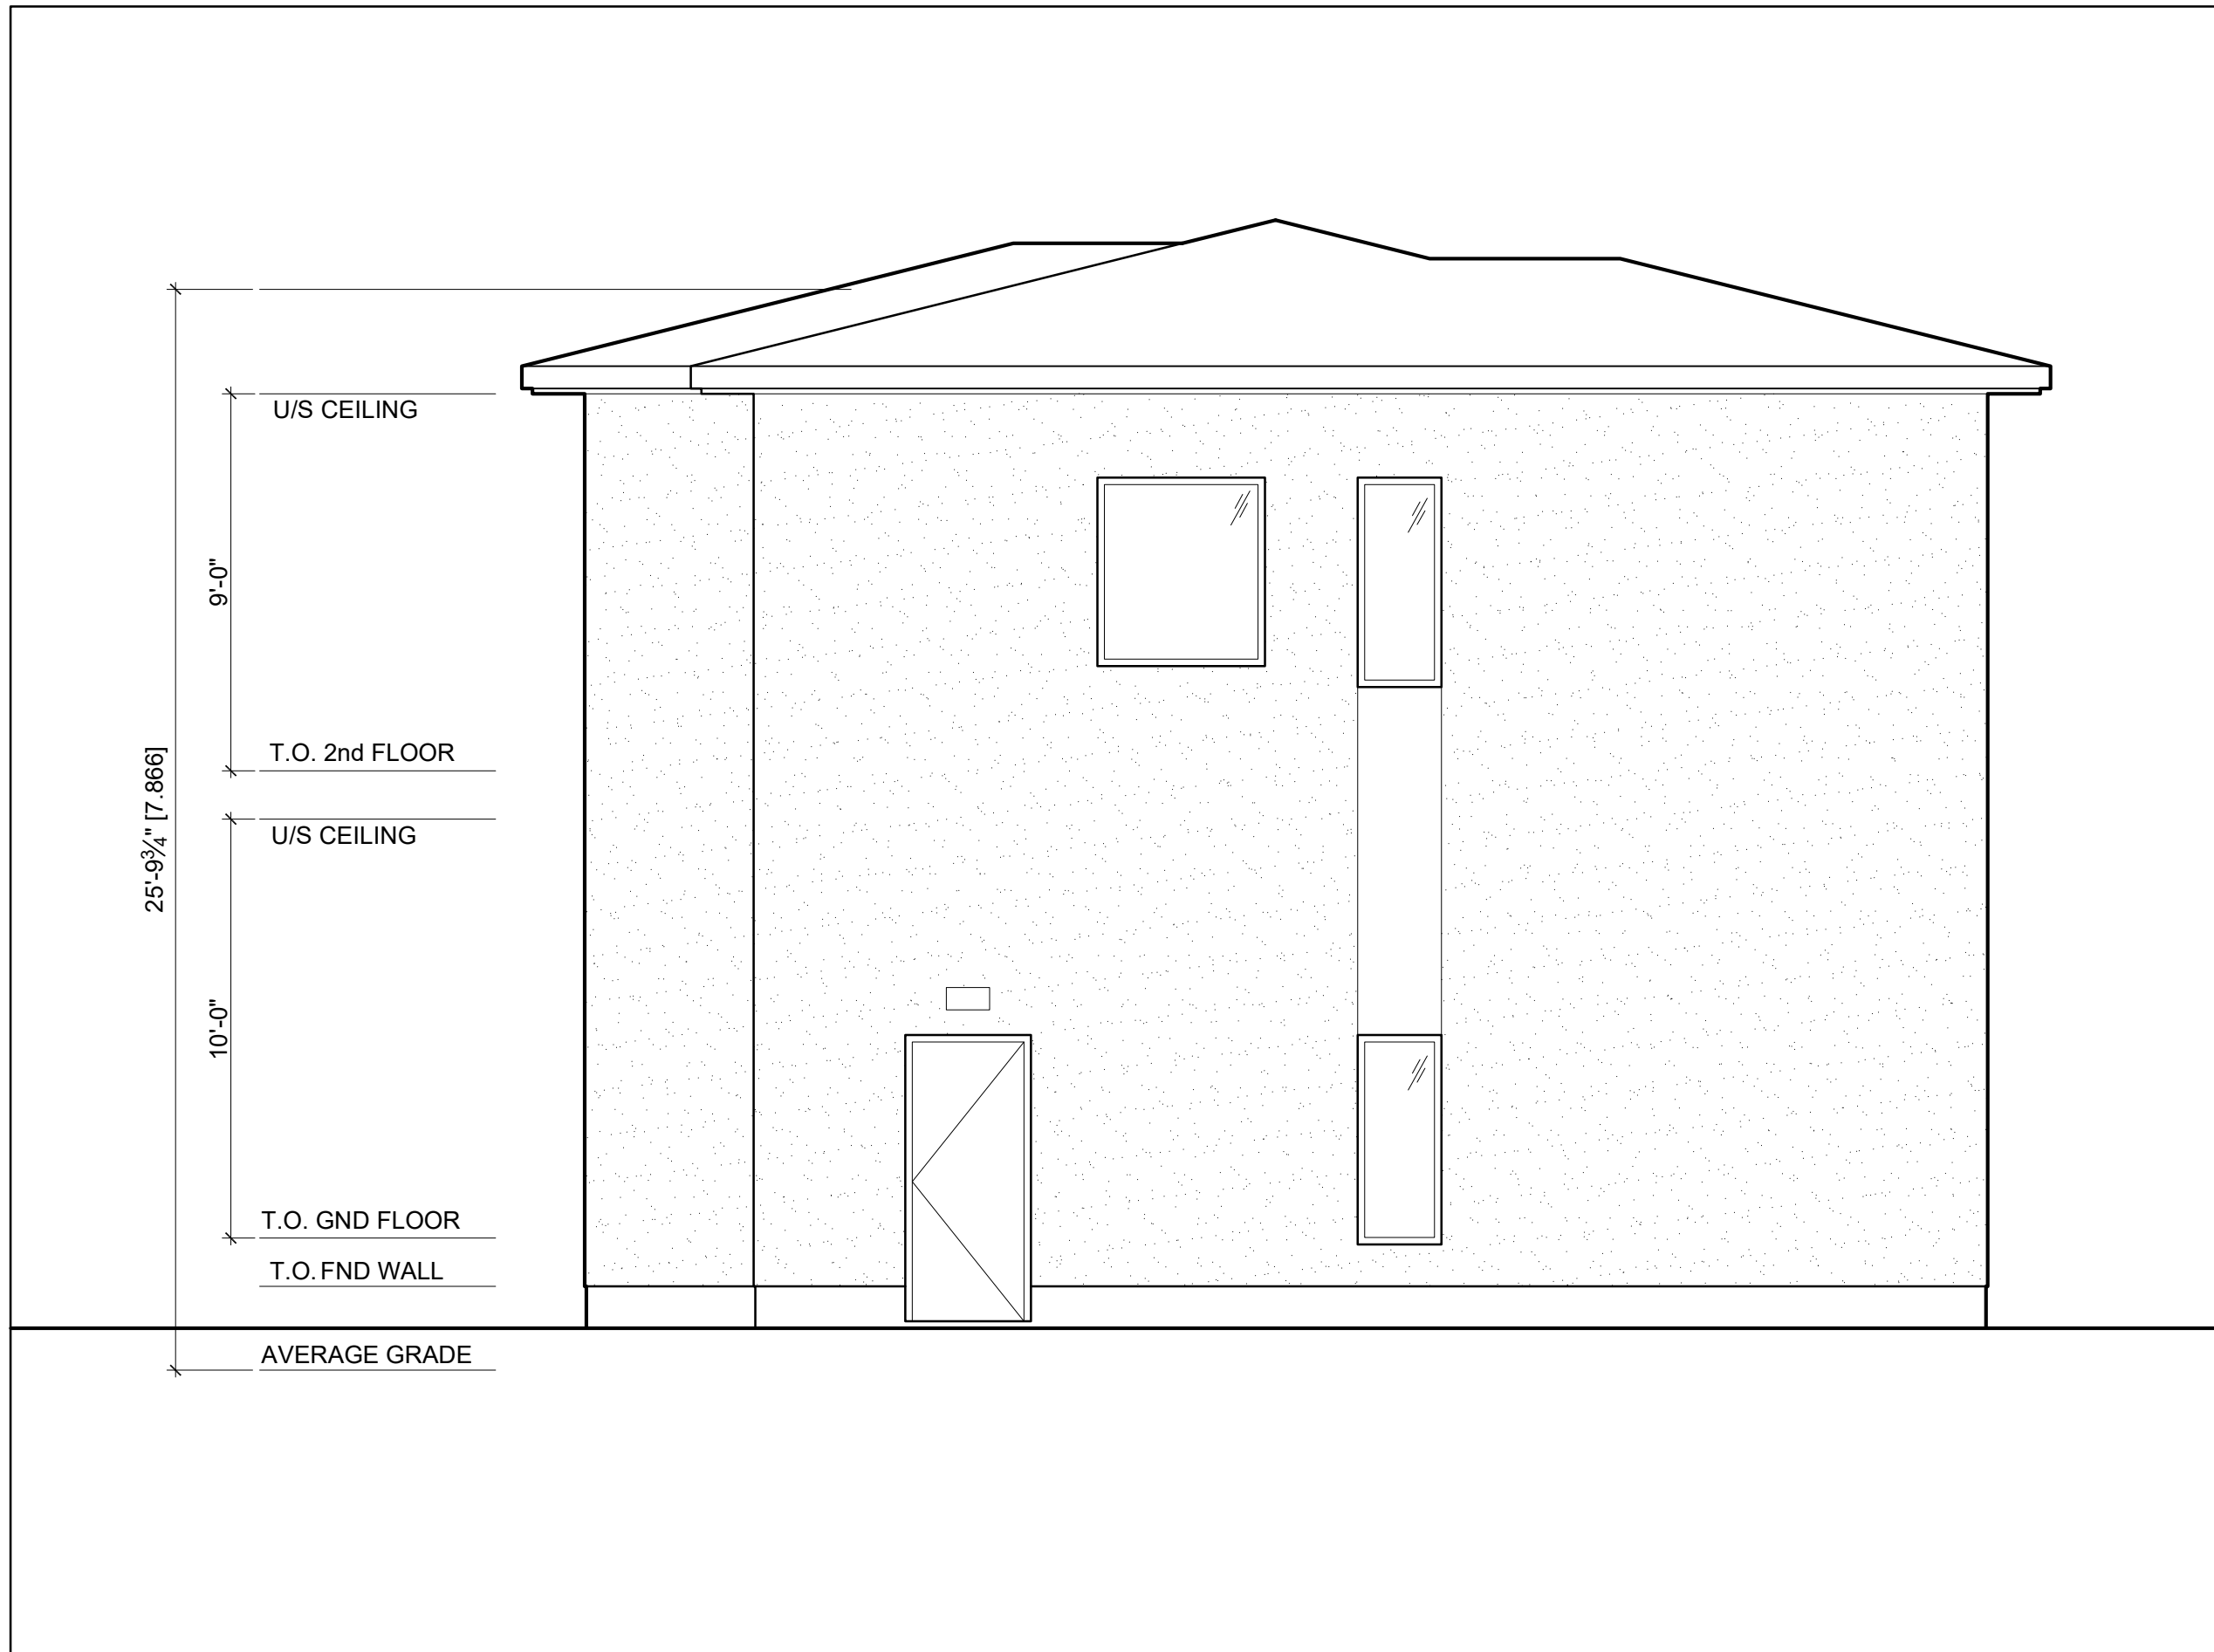 U/S CEILING
9'-0"
T.O. 2nd FLOOR
25'-9¾" [7.866]
U/S CEILING
10'-0"
T.O. GND FLOOR
T.O. FND WALL
AVERAGE GRADE